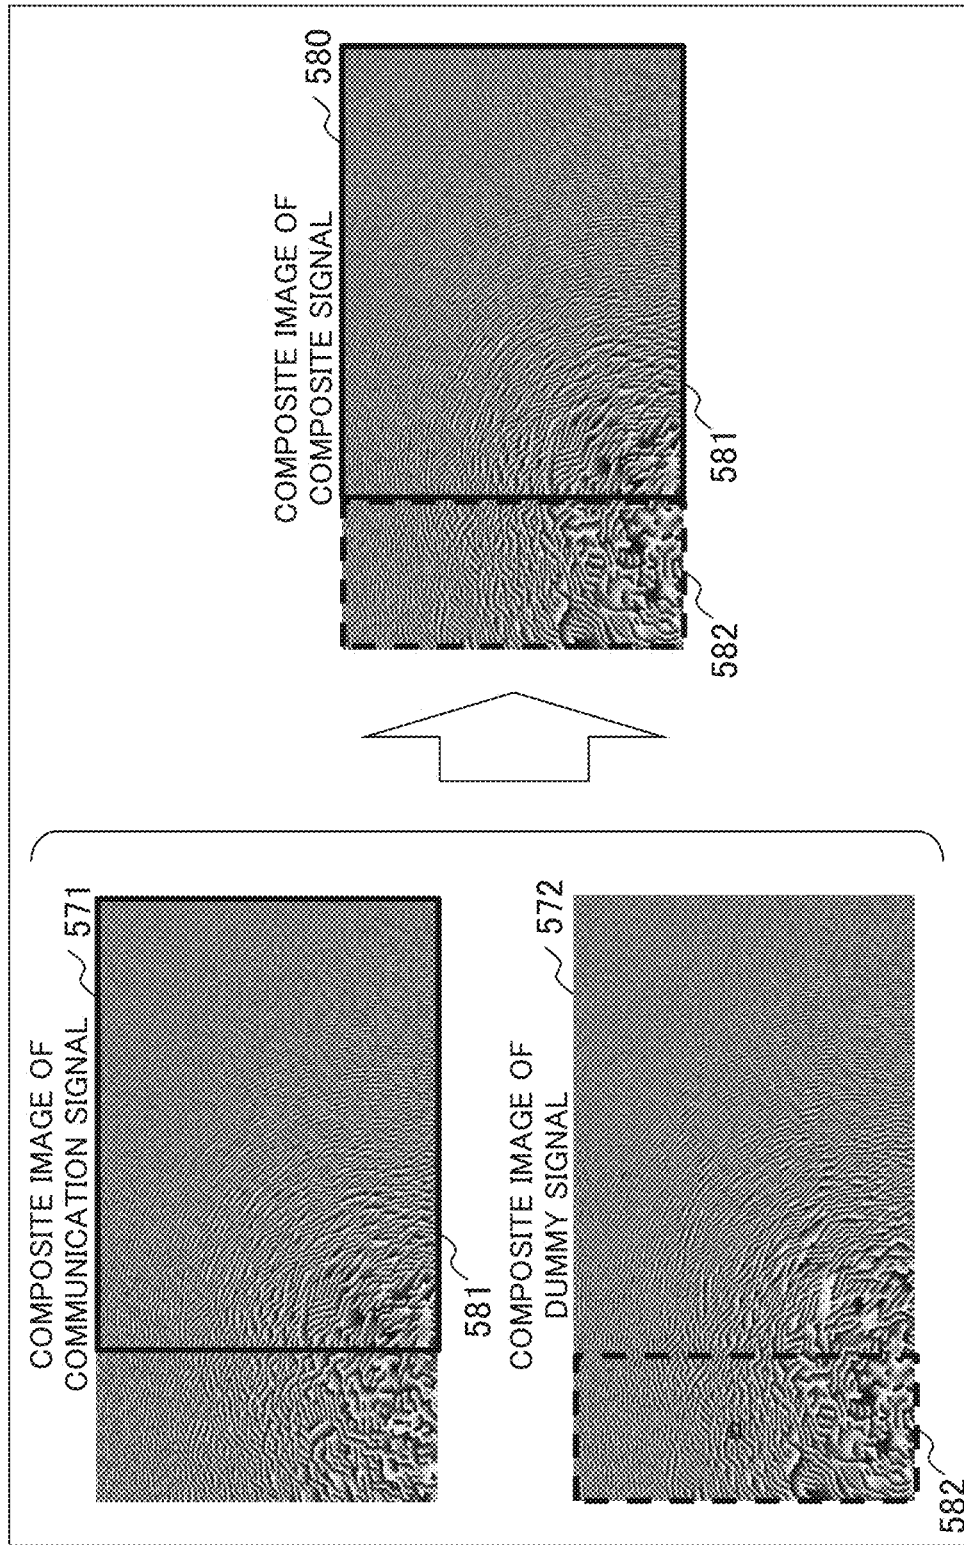 COMPOSITE IMAGE OF
COMMUNICATION SIGNAL
571
581
COMPOSITE IMAGE OF
DUMMY SIGNAL
572
582
COMPOSITE IMAGE OF
COMPOSITE SIGNAL
580
582
581